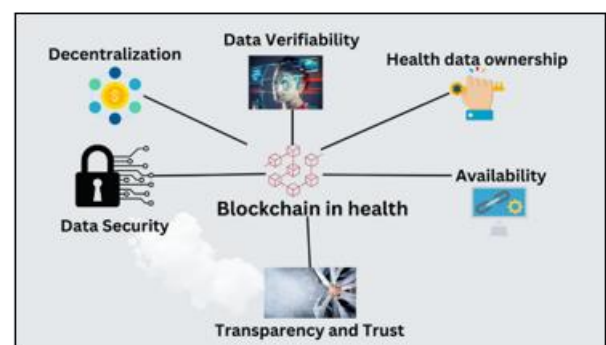 Data Verifiability
Decentralization
Health data ownership
Availability
Blockchain in health
Data Security
Transparency and Trust